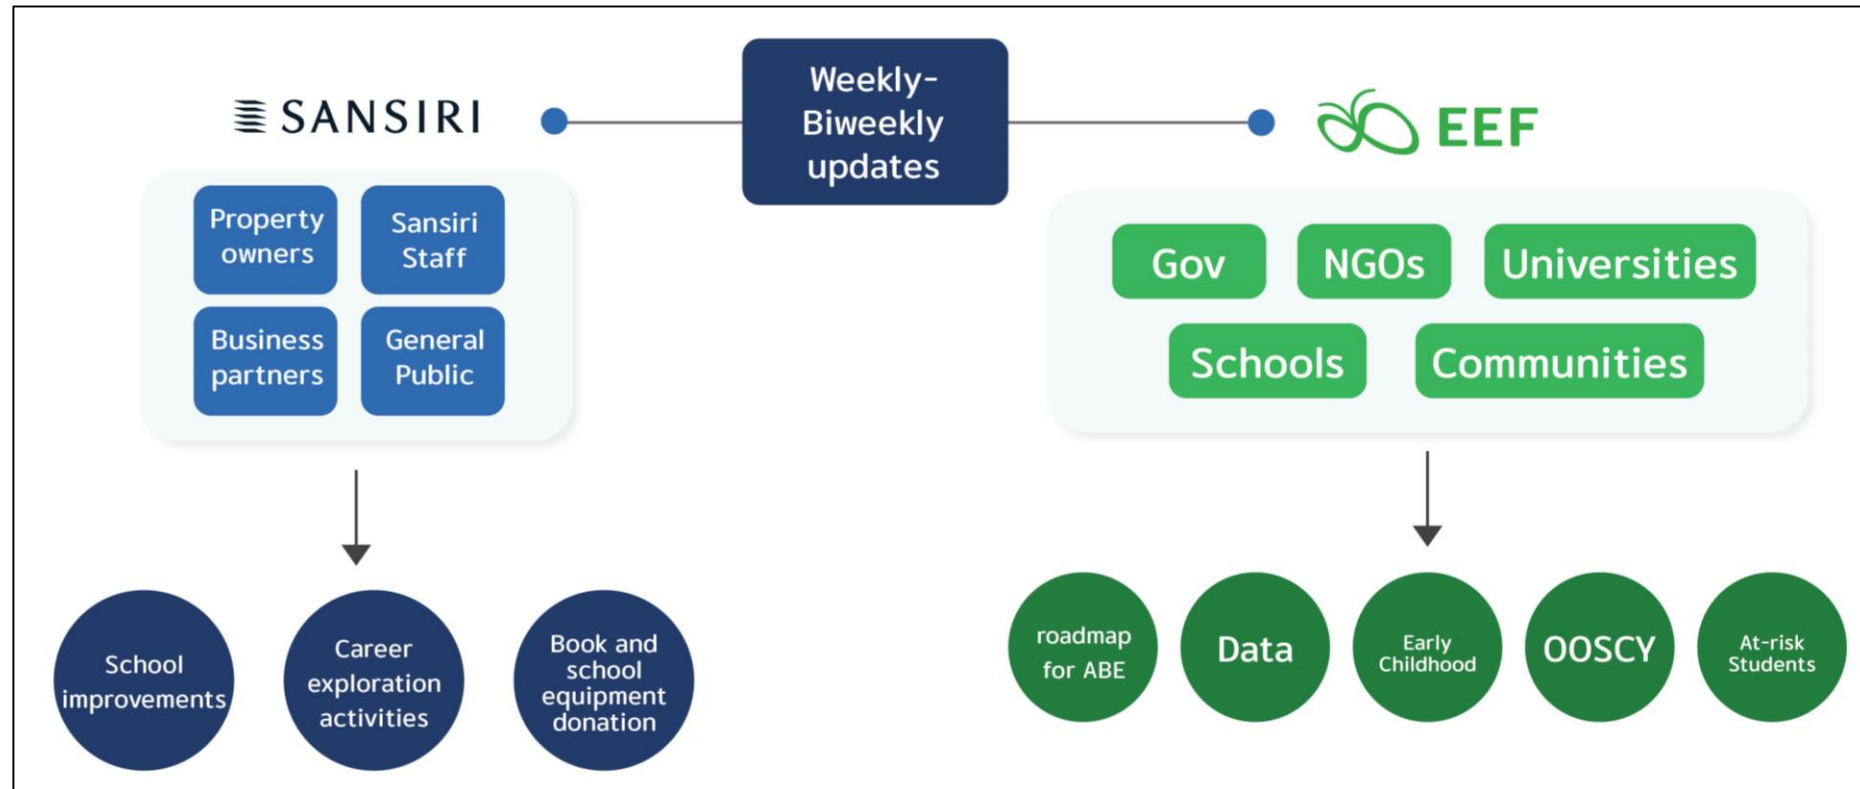 Weekly-
Biweekly
updates
SANSIRI
EEF
Property
owners
Sansiri
Staff
Business
partners
General
Public
Gov
NGOs
Universities
Schools
Communities
School
improvements
Career
exploration
activities
Book and
school
equipment
donation
roadmap
for ABE
Data
Early
Childhood
OOSCY
At-risk
Students